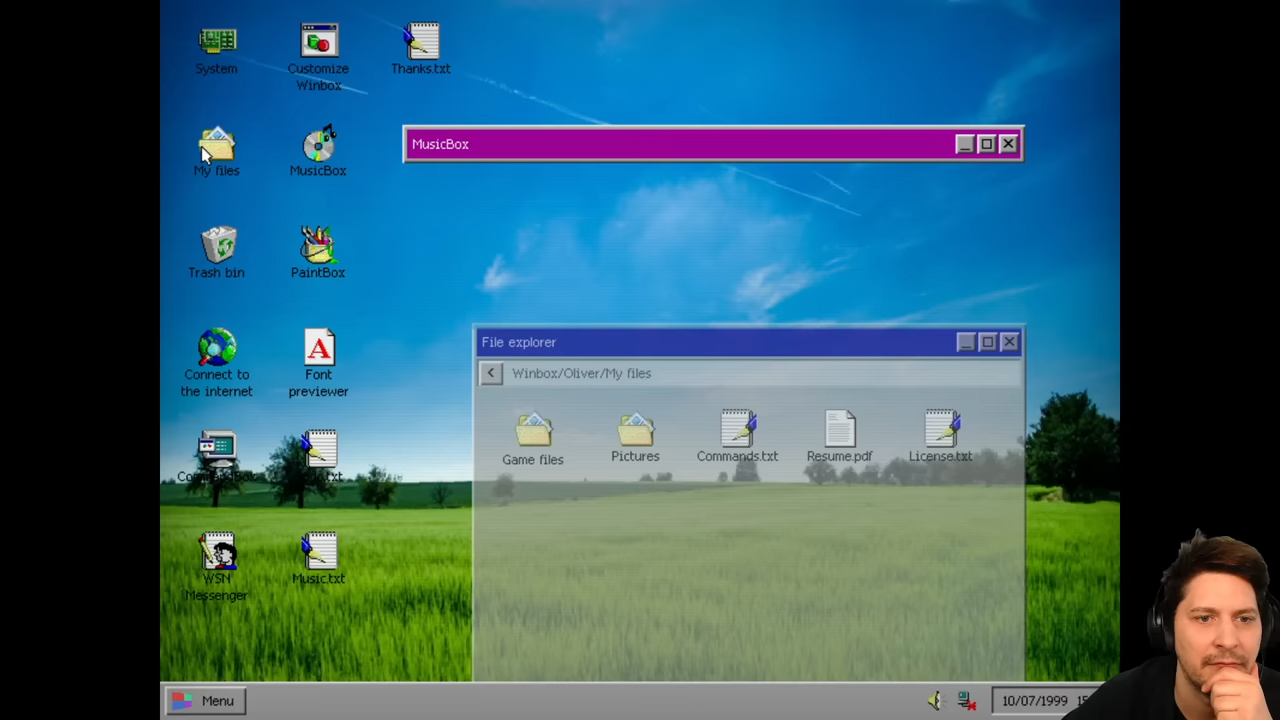 System
Customize
Winbox
Thanks.txt
My files
MusicBox
MusicBox
Trash bin
PaintBox
File explorer
Winbox/Oliver/My files
Connect to
the internet
Font
previewer
Game files
Pictures
Commands.txt
Resume.pdf
License.txt
WSN
Messenger
Music.txt
Menu
10/07/1999